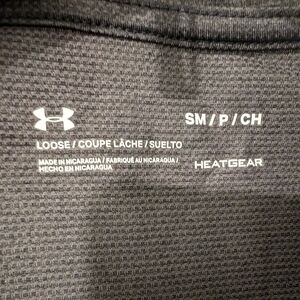 SM / P / CH
LOOSE / COUPE LÂCHE / SUELTO
MADE IN NICARAGUA / FABRIQUÉ AU NICARAGUA /
HECHO EN NICARAGUA
HEATGEAR